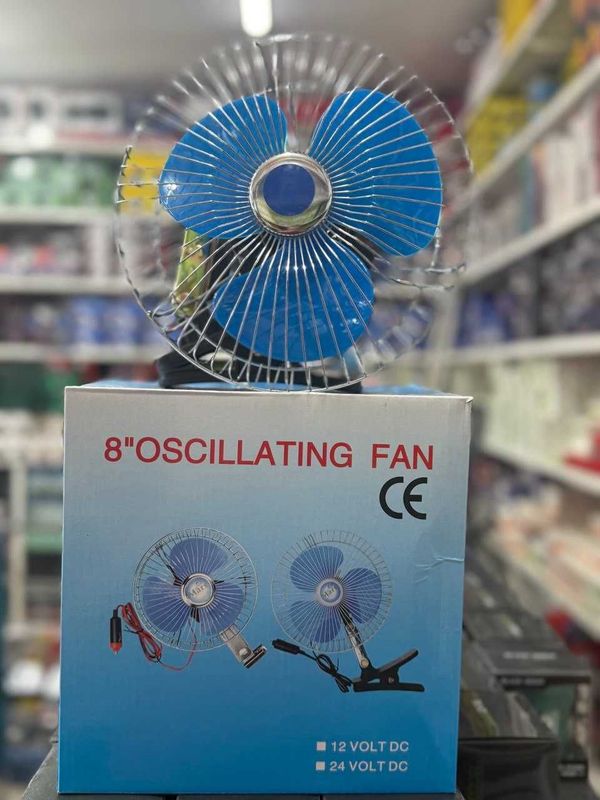 8"OSCILLATING FAN
CE
12 VOLT DC
24 VOLT DC